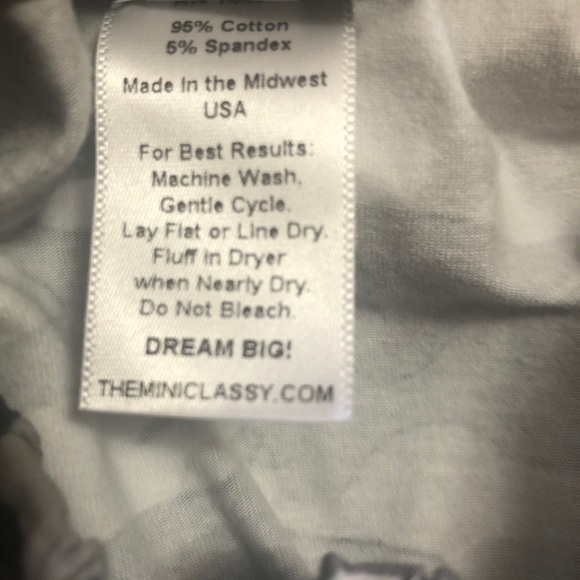 95% Cotton
5% Spandex
Made In the Midwest
USA
For Best Results:
Machine Wash,
Gentle Cycle.
Lay Flat or Line Dry.
Fluff in Dryer
when Nearly Dry.
Do Not Bleach.
DREAM BIG!
THEMINICLASSY.COM